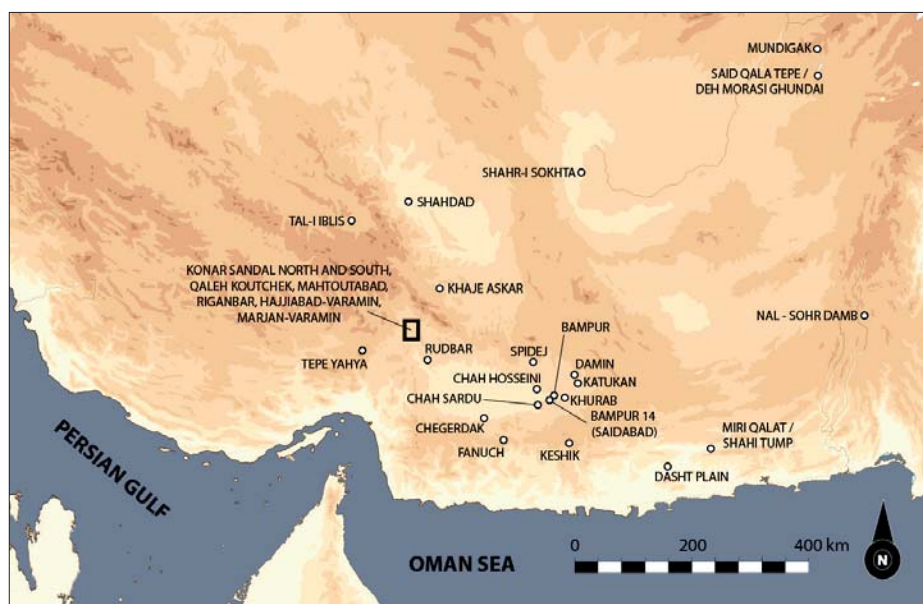 MUNDIGAK
SAID QALA TEPE /
DEH MORASI GHUNDAI
SHAHR-I SOKHTA
SHAHDAD
TAL-I IBLIS
KONAR SANDAL NORTH AND SOUTH,
QALEH KOUTCHEK, MAHTOUTABAD,
RIGANBAR, HAJJIABAD-VARAMIN,
MARJAN-VARAMIN
KHAJE ASKAR
NAL - SOHR DAMB
BAMPUR
TEPE YAHYA
RUDBAR
SPIDEJ
DAMIN
CHAH HOSSEINI
KATUKAN
CHAH SARDU
KHURAB
BAMPUR 14
(SAIDABAD)
CHEGERDAK
FANUCH
KESHIK
MIRI QALAT /
SHAHI TUMP
DASHT PLAIN
PERSIAN GULF
OMAN SEA
0 200 400 km
N